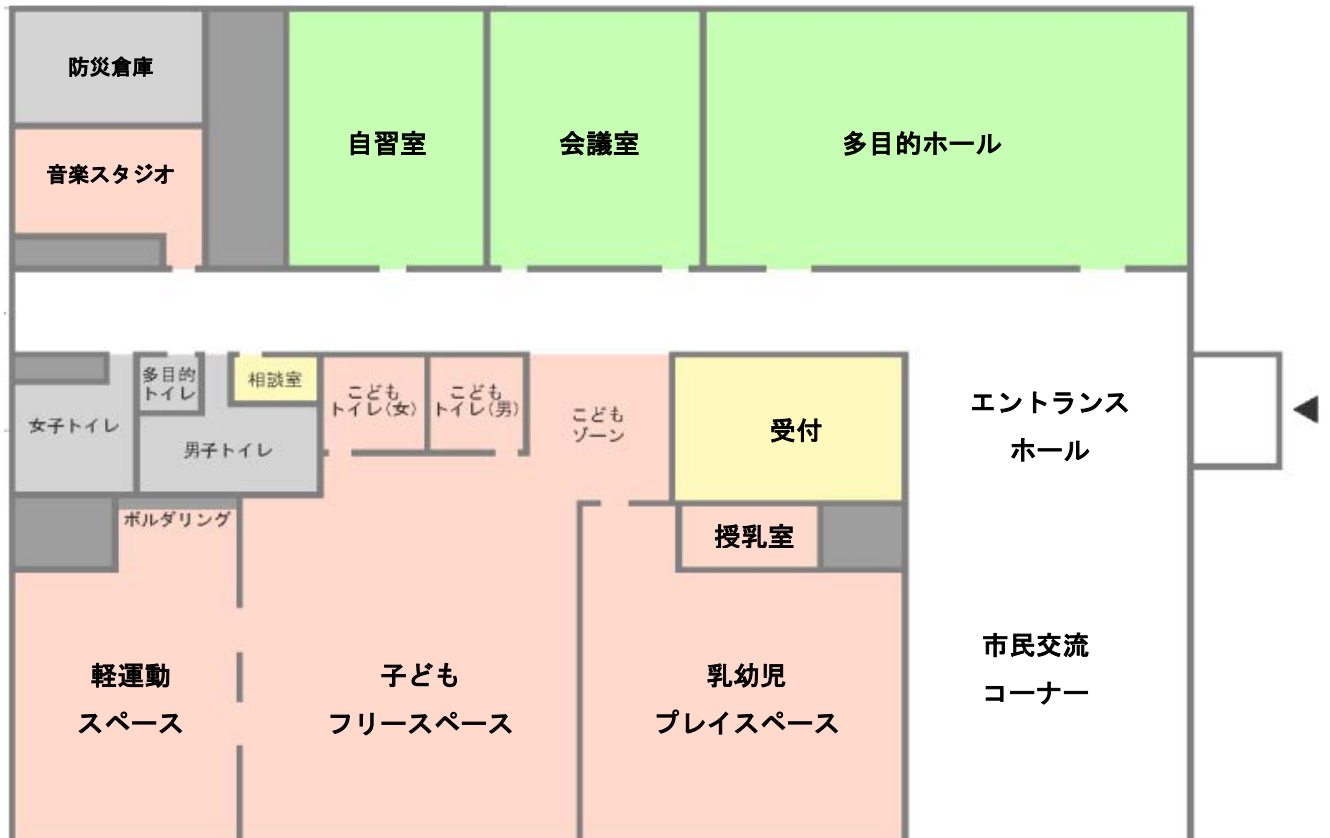 防災倉庫
音楽スタジオ
自習室
会議室
多目的ホール
多目的
トイレ
相談室
こども
トイレ(女)
こども
トイレ(男)
こども
ゾーン
受付
エントランス
ホール
女子トイレ
男子トイレ
ボルダリング
授乳室
軽運動
スペース
子ども
フリースペース
乳幼児
プレイスペース
市民交流
コーナー